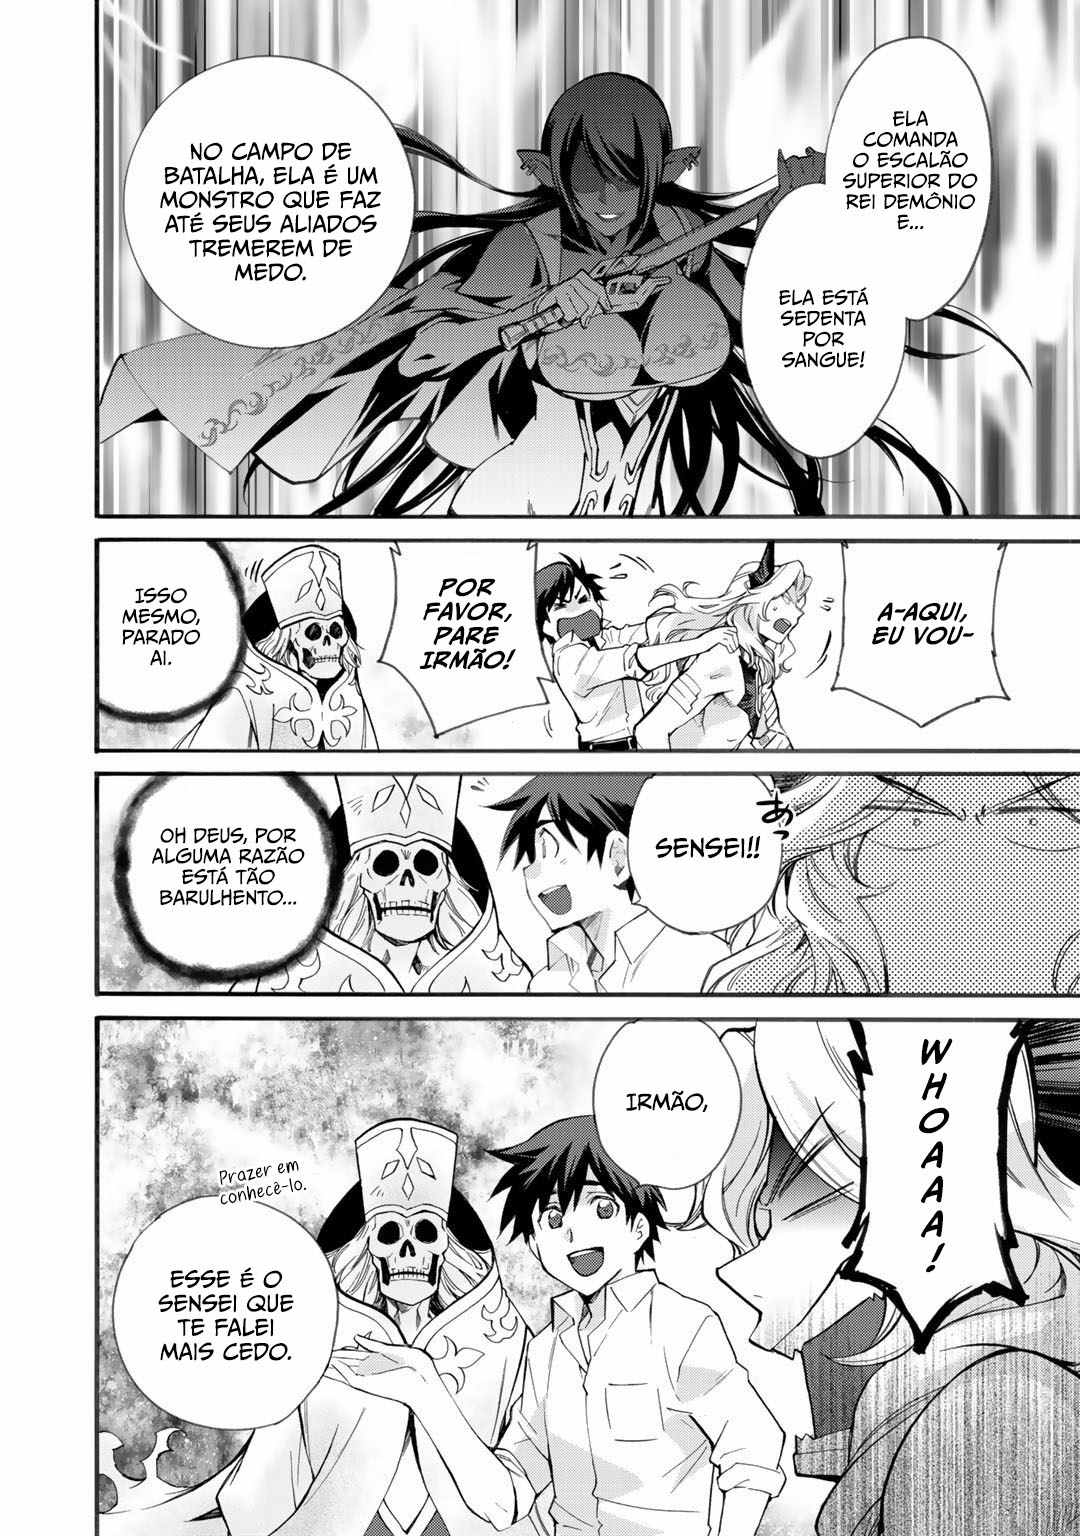 ELA
COMANDA
O ESCALÃO
SUPERIOR DO
REI DEMÔNIO
E...
ELA ESTÁ
SEDENTA
POR
SANGUE!
NO CAMPO DE
BATALHA, ELA É UM
MONSTRO QUE FAZ
ATÉ SEUS ALIADOS
TREMEREM DE
MEDO.
A-AQUI,
EU VOU-
POR
FAVOR,
PARE
IRMÃO!
ISSO
MESMO,
PARADO
AI.
あっ
SENSEI!!
OH DEUS, POR
ALGUMA RAZÃO
ESTÁ TÃO
BARULHENTO...
WHOAAAA!
IRMÃO,
Prazer em
conhecê-lo.
ESSE É O
SENSEI QUE
TE FALEI
MAIS CEDO.